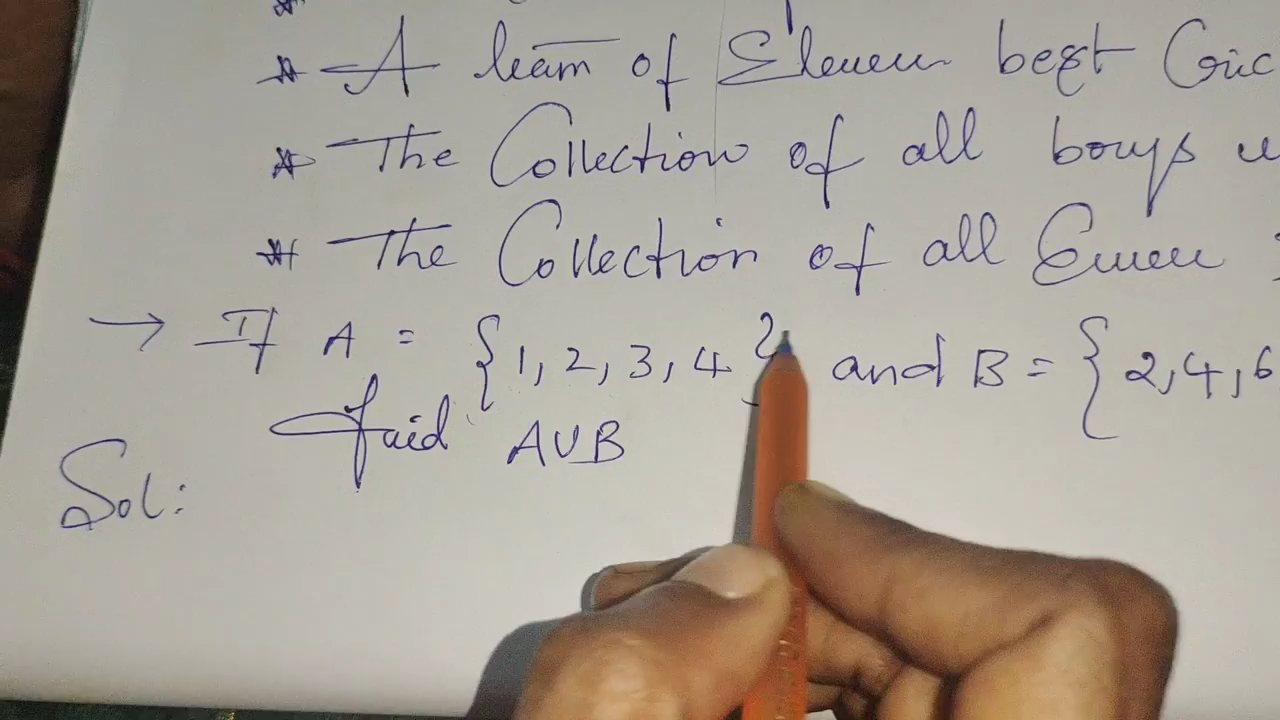 * A team of Eleven best Cric
* The Collection of all boys
* The Collection of all Even
→ If A = {1, 2, 3, 4} and B = {2, 4, 6
find A∪B
Sol: